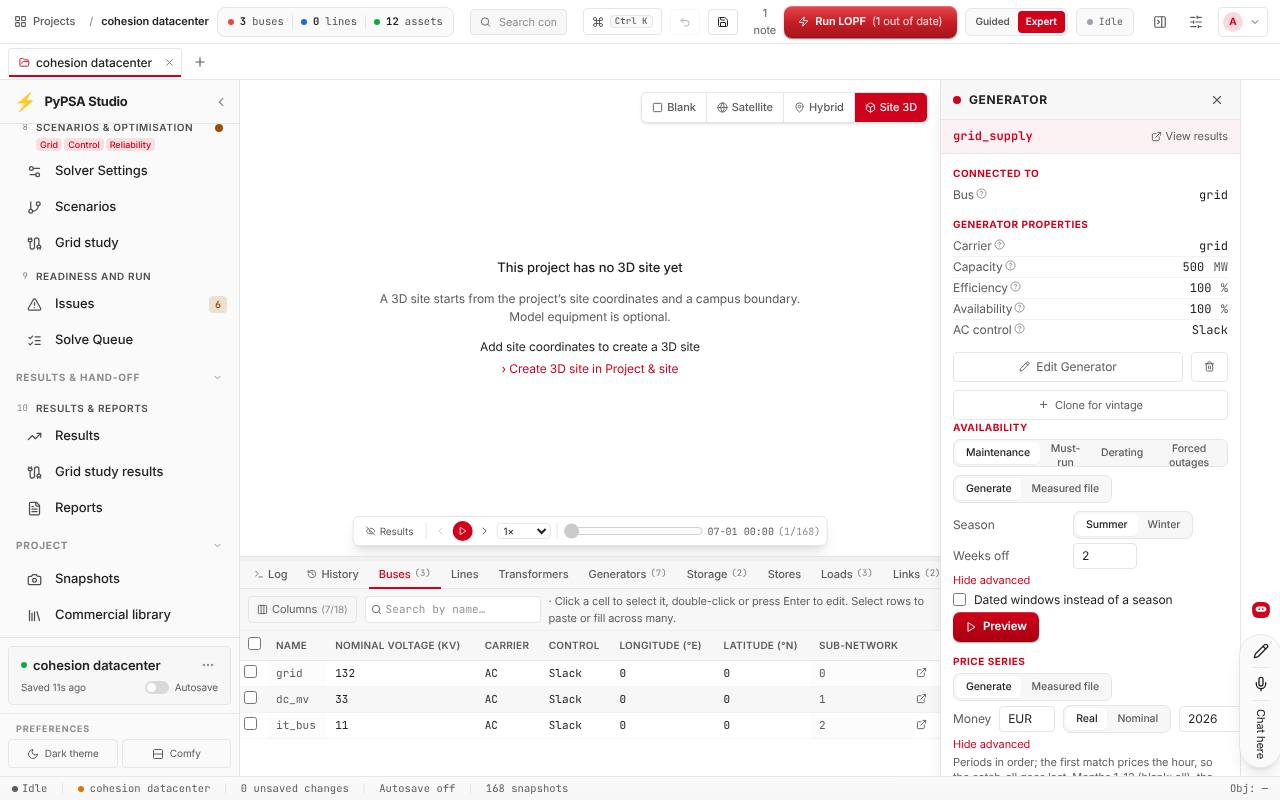 Projects / cohesion datacenter
3 buses 0 lines 12 assets
Search con
⌘ Ctrl K
1 note
Run LOPF (1 out of date)
Guided Expert
Idle
A
cohesion datacenter
PyPSA Studio
8 SCENARIOS & OPTIMISATION
Grid Control Reliability
Solver Settings
Scenarios
Grid study
9 READINESS AND RUN
Issues 6
Solve Queue
RESULTS & HAND-OFF
10 RESULTS & REPORTS
Results
Grid study results
Reports
PROJECT
Snapshots
Commercial library
cohesion datacenter
Saved 11s ago Autosave
PREFERENCES
Dark theme Comfy
Blank Satellite Hybrid Site 3D
This project has no 3D site yet
A 3D site starts from the project's site coordinates and a campus boundary.
Model equipment is optional.
Add site coordinates to create a 3D site
› Create 3D site in Project & site
Results 1× 07-01 00:00 (1/168)
Log History Buses (3) Lines Transformers Generators (7) Storage (2) Stores Loads (3) Links (2)
Columns (7/18) Search by name…
· Click a cell to select it, double-click or press Enter to edit. Select rows to
paste or fill across many.
NAME NOMINAL VOLTAGE (KV) CARRIER CONTROL LONGITUDE (°E) LATITUDE (°N) SUB-NETWORK
grid 132 AC Slack 0 0 0
dc_mv 33 AC Slack 0 0 1
it_bus 11 AC Slack 0 0 2
GENERATOR
grid_supply View results
CONNECTED TO
Bus grid
GENERATOR PROPERTIES
Carrier grid
Capacity 500 MW
Efficiency 100 %
Availability 100 %
AC control Slack
Edit Generator
Clone for vintage
AVAILABILITY
Maintenance Must-run Derating Forced outages
Generate Measured file
Season Summer Winter
Weeks off 2
Hide advanced
Dated windows instead of a season
Preview
PRICE SERIES
Generate Measured file
Money EUR Real Nominal 2026
Hide advanced
Periods in order; the first match prices the hour, so
Chat here
Idle cohesion datacenter 0 unsaved changes Autosave off 168 snapshots Obj: —